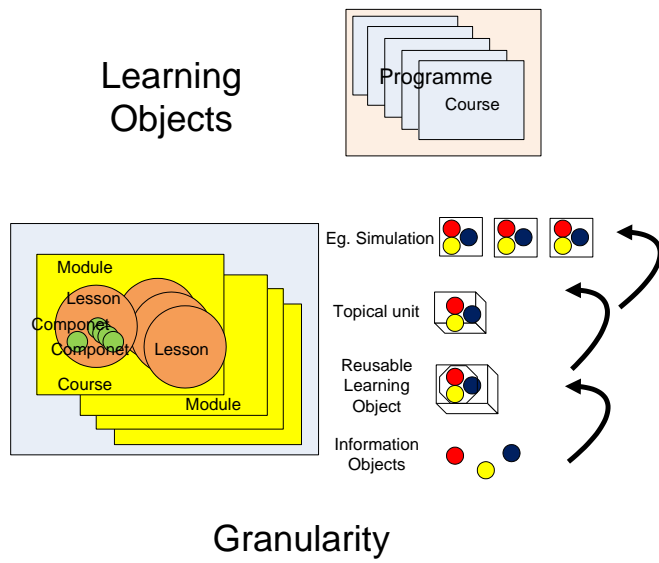 Learning
Objects
Programme
Course
Module
Lesson
Componet
Componet
Lesson
Course
Module
Eg. Simulation
Topical unit
Reusable
Learning
Object
Information
Objects
Granularity